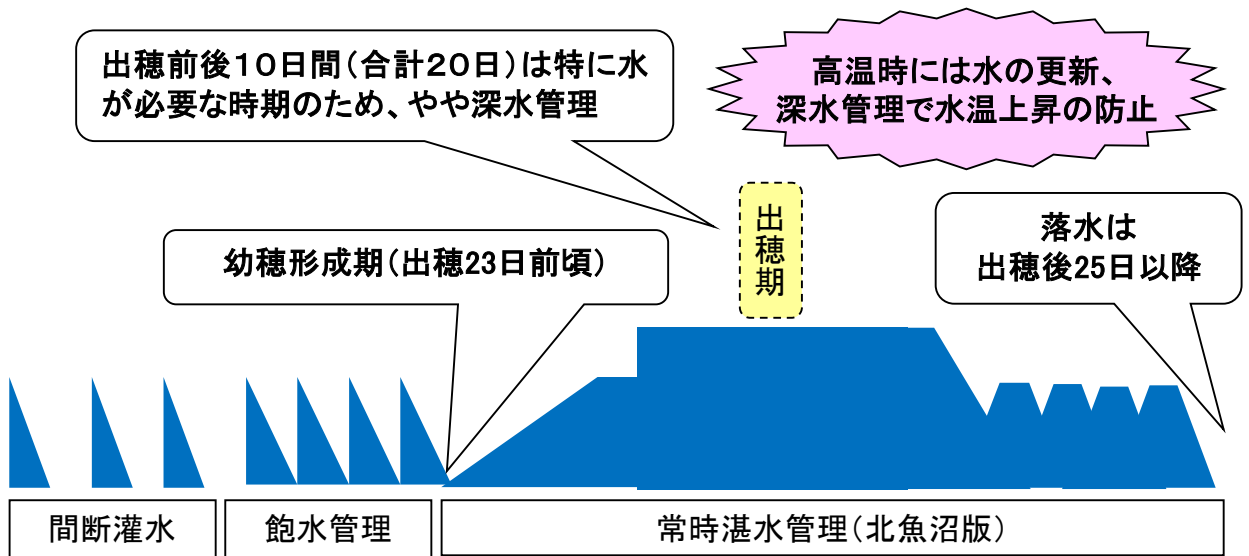 出穂前後１０日間（合計２０日）は特に水
が必要な時期のため、やや深水管理
高温時には水の更新、
深水管理で水温上昇の防止
出穂期
落水は
出穂後25日以降
幼穂形成期（出穂23日前頃）
間断灌水
飽水管理
常時湛水管理（北魚沼版）